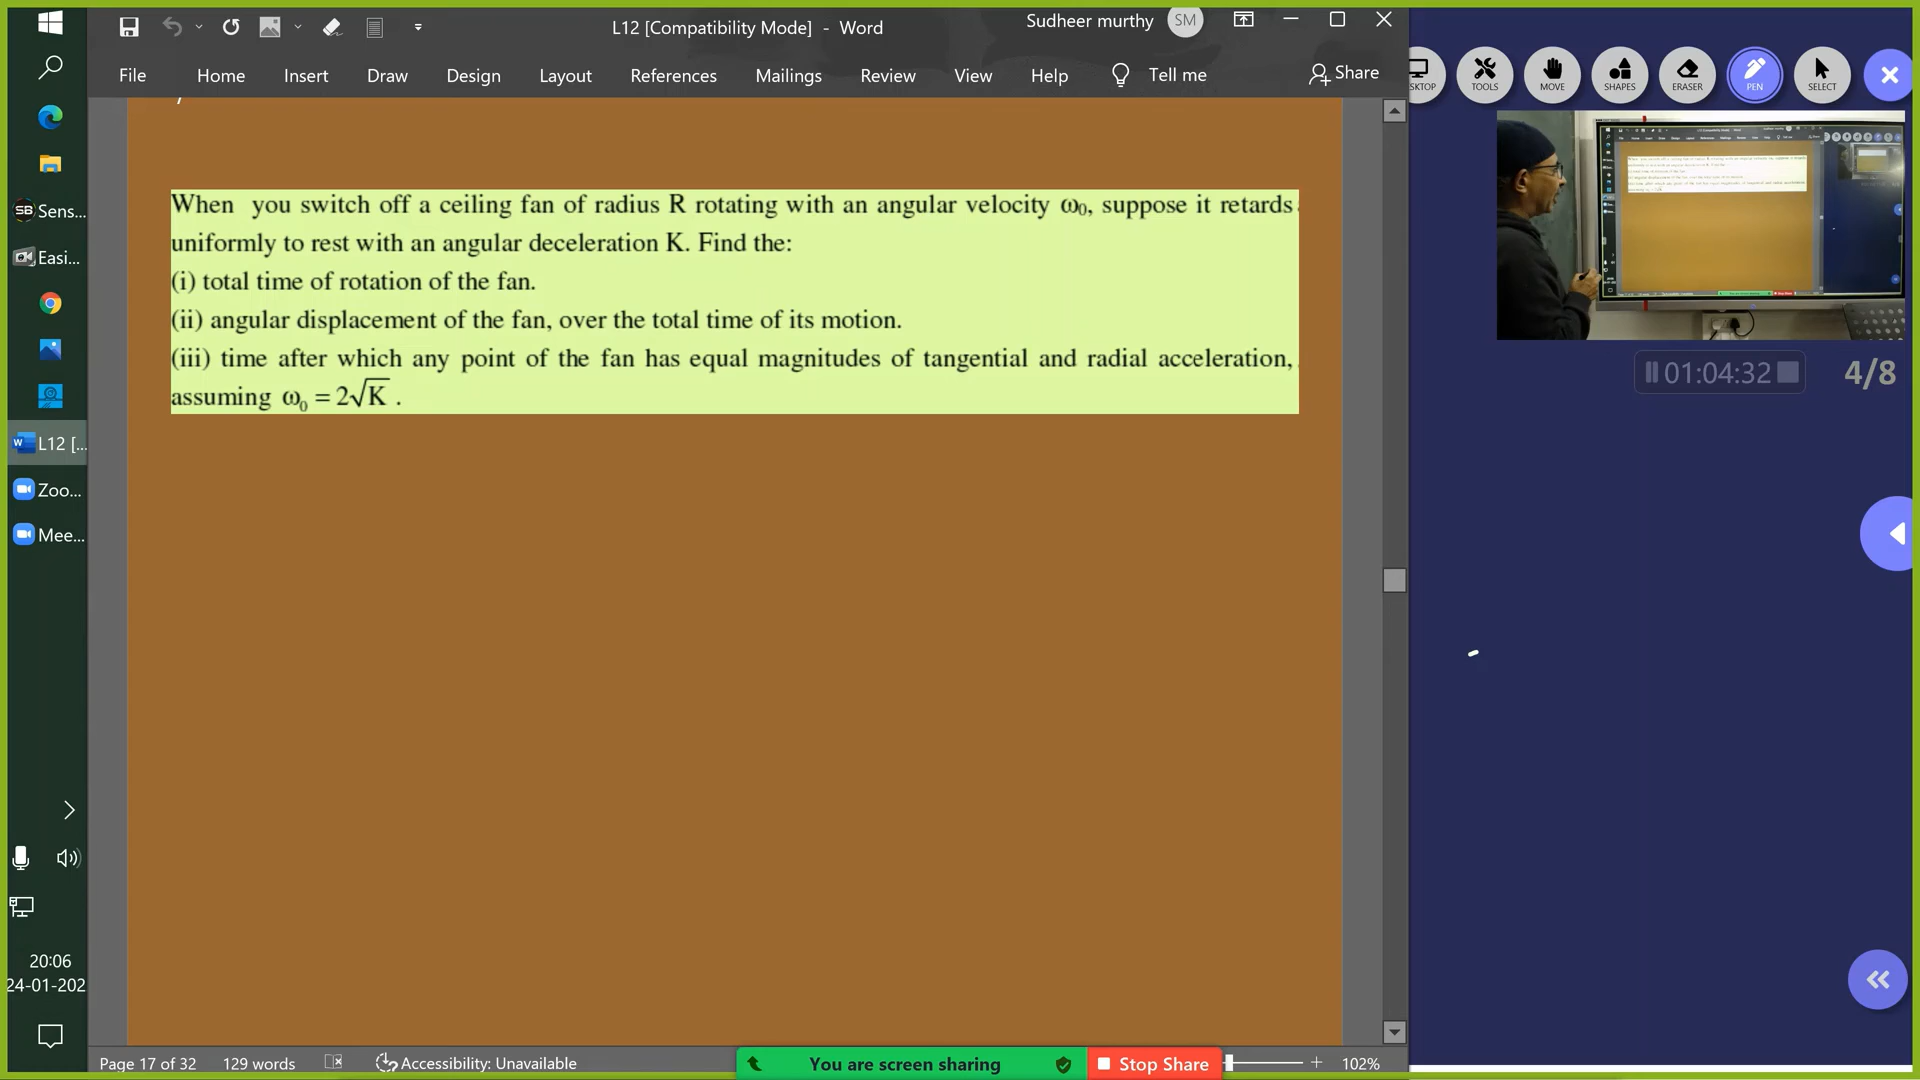 L12 [Compatibility Mode] - Word
Sudheer murthy
SM
File Home Insert Draw Design Layout References Mailings Review View Help Tell me Share
TOOLS MOVE SHAPES ERASER PEN SELECT
When you switch off a ceiling fan of radius R rotating with an angular velocity ω₀, suppose it retards
uniformly to rest with an angular deceleration K. Find the:
(i) total time of rotation of the fan.
(ii) angular displacement of the fan, over the total time of its motion.
(iii) time after which any point of the fan has equal magnitudes of tangential and radial acceleration,
assuming ω₀ = 2√K .
01:04:32
4/8
SB Sens...
Easi...
W L12 [...
Zoo...
Mee...
20:06
24-01-202
Page 17 of 32 129 words Accessibility: Unavailable
You are screen sharing
Stop Share
102%